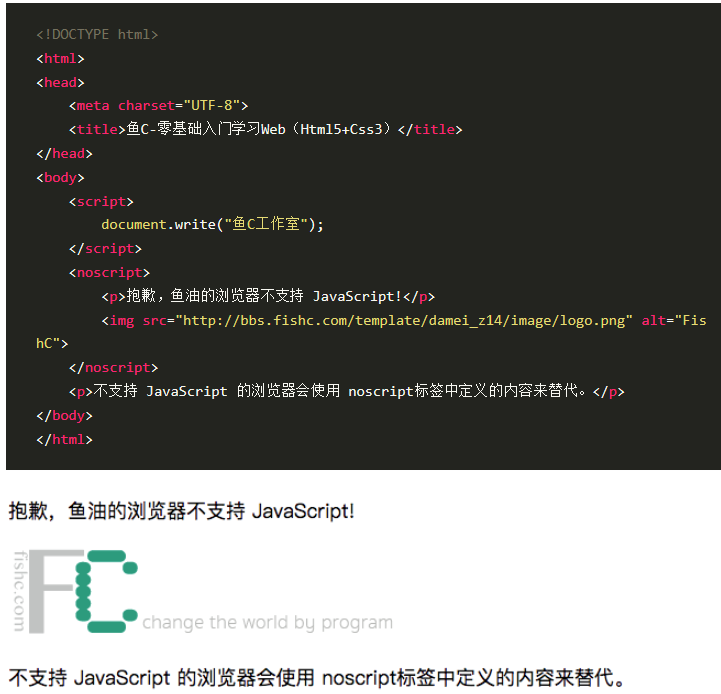 <!DOCTYPE html>
<html>
<head>
<meta charset="UTF-8">
<title>鱼C-零基础入门学习Web（Html5+Css3）</title>
</head>
<body>
<script>
document.write("鱼C工作室");
</script>
<noscript>
<p>抱歉，鱼油的浏览器不支持 JavaScript!</p>
<img src="http://bbs.fishc.com/template/damei_z14/image/logo.png" alt="Fis
hC">
</noscript>
<p>不支持 JavaScript 的浏览器会使用 noscript标签中定义的内容来替代。</p>
</body>
</html>
抱歉，鱼油的浏览器不支持 JavaScript!
fishc.com
FC
change the world by program
不支持 JavaScript 的浏览器会使用 noscript标签中定义的内容来替代。